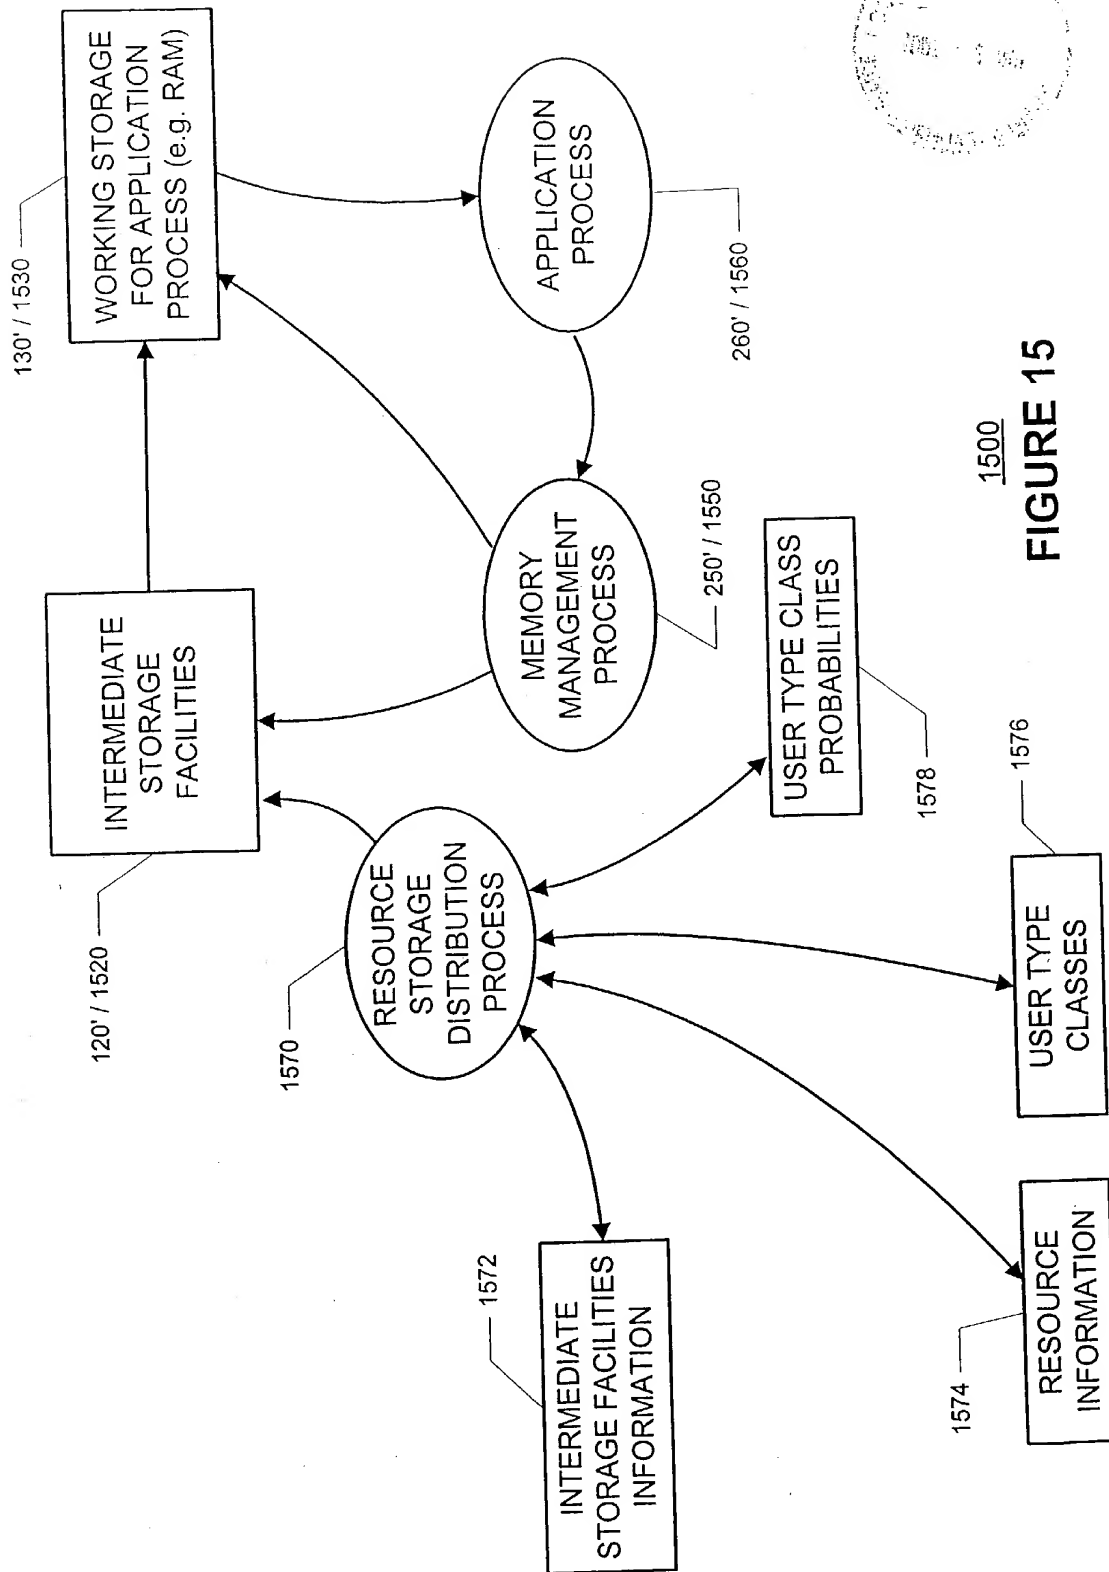 130' / 1530
WORKING STORAGE
FOR APPLICATION
PROCESS (e.g. RAM)
120' / 1520
INTERMEDIATE
STORAGE
FACILITIES
APPLICATION
PROCESS
260' / 1560
MEMORY
MANAGEMENT
PROCESS
250' / 1550
1570
RESOURCE
STORAGE
DISTRIBUTION
PROCESS
USER TYPE CLASS
PROBABILITIES
1578
1572
INTERMEDIATE
STORAGE FACILITIES
INFORMATION
1576
USER TYPE
CLASSES
1574
RESOURCE
INFORMATION
1500
FIGURE 15